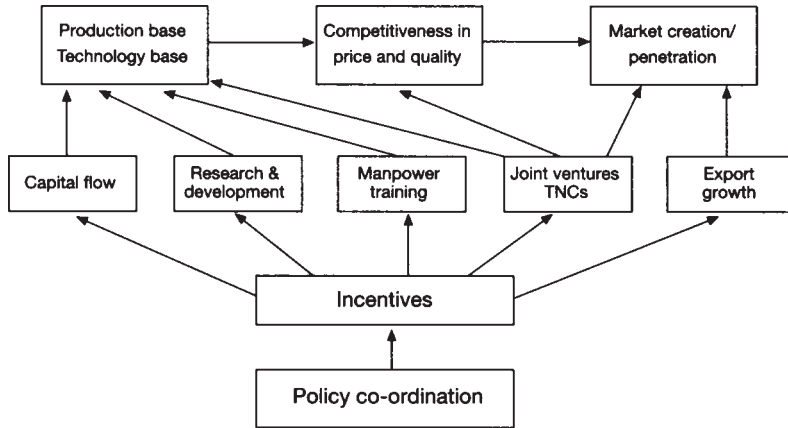 Production base
Technology base
Competitiveness in
price and quality
Market creation/
penetration
Capital flow
Research &
development
Manpower
training
Joint ventures
TNCs
Export
growth
Incentives
Policy co-ordination